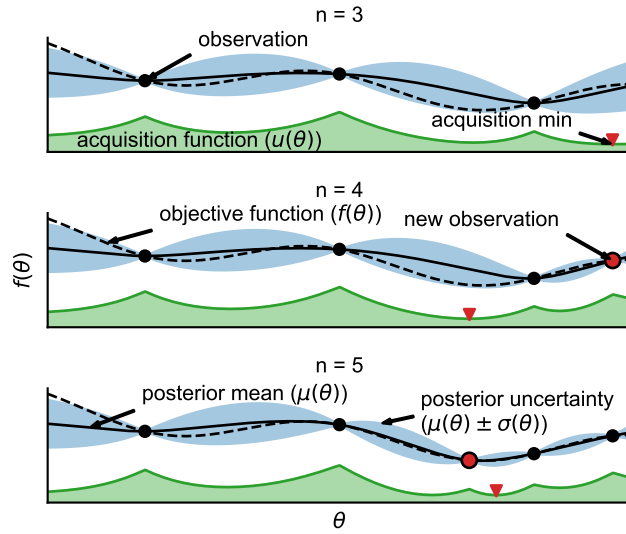 n = 3
observation
acquisition min
acquisition function (u(θ))
n = 4
objective function (f(θ))
new observation
f(θ)
n = 5
posterior mean (μ(θ))
posterior uncertainty
(μ(θ) ± σ(θ))
θ